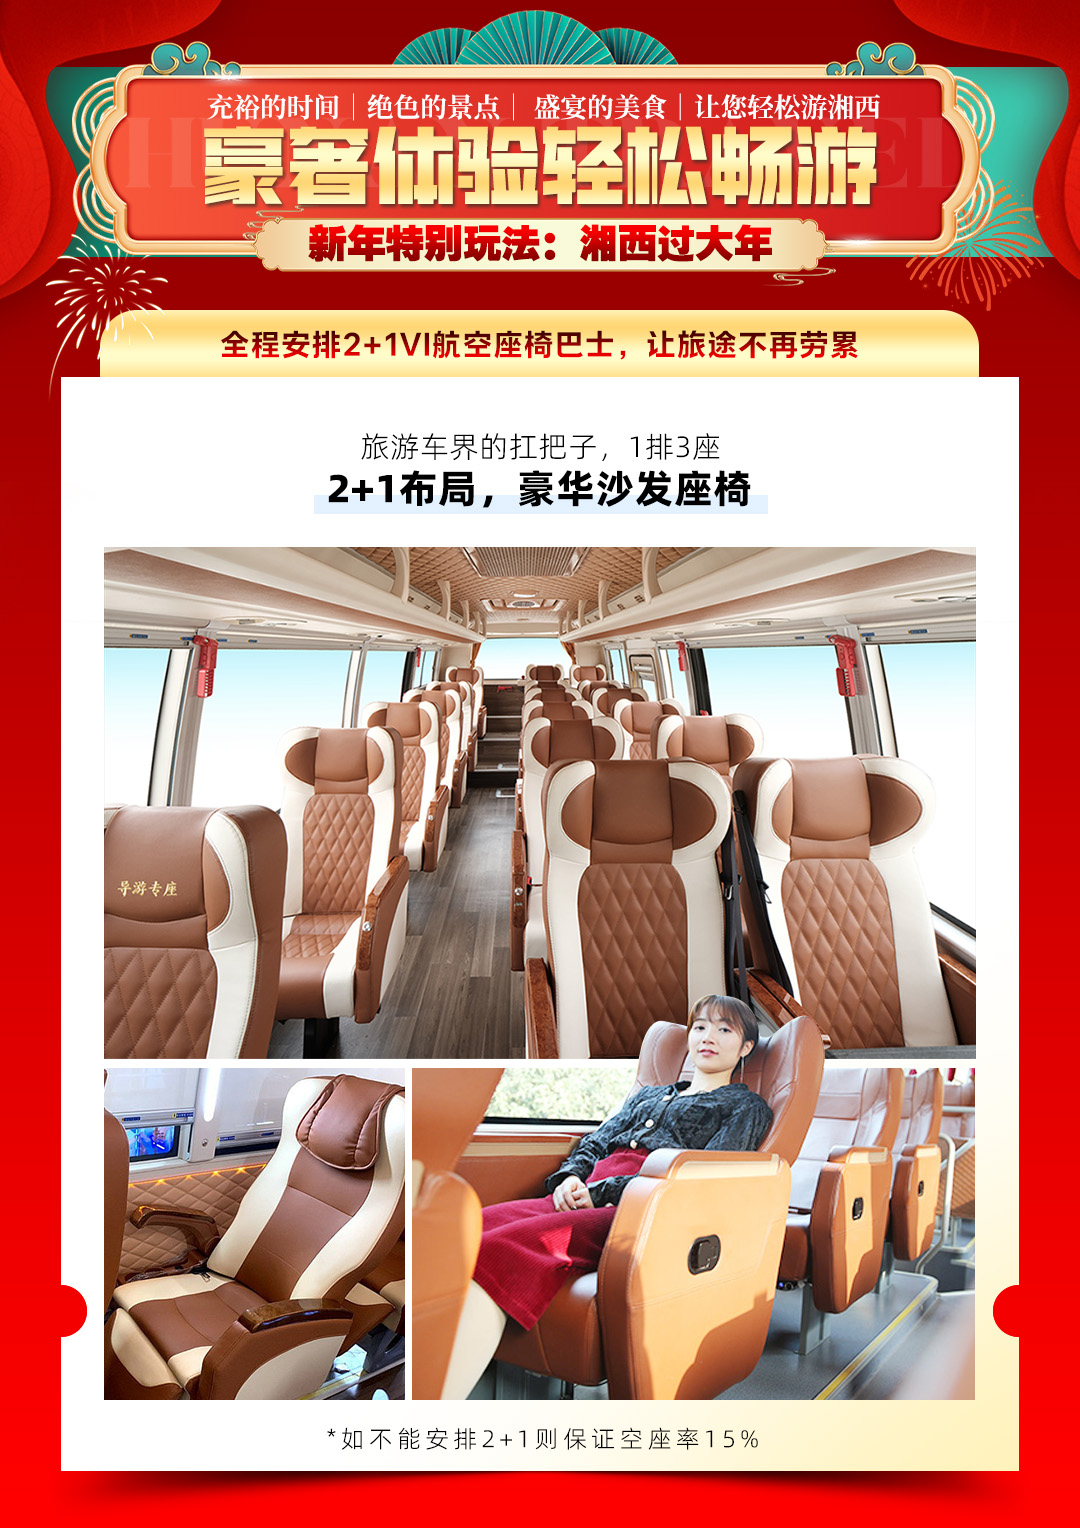 充裕的时间｜绝色的景点｜盛宴的美食｜让您轻松游湘西
豪奢体验轻松畅游
新年特别玩法：湘西过大年
全程安排2+1VI航空座椅巴士，让旅途不再劳累
旅游车界的扛把子，1排3座
2+1布局，豪华沙发座椅
导游专座
*如不能安排2+1则保证空座率15%